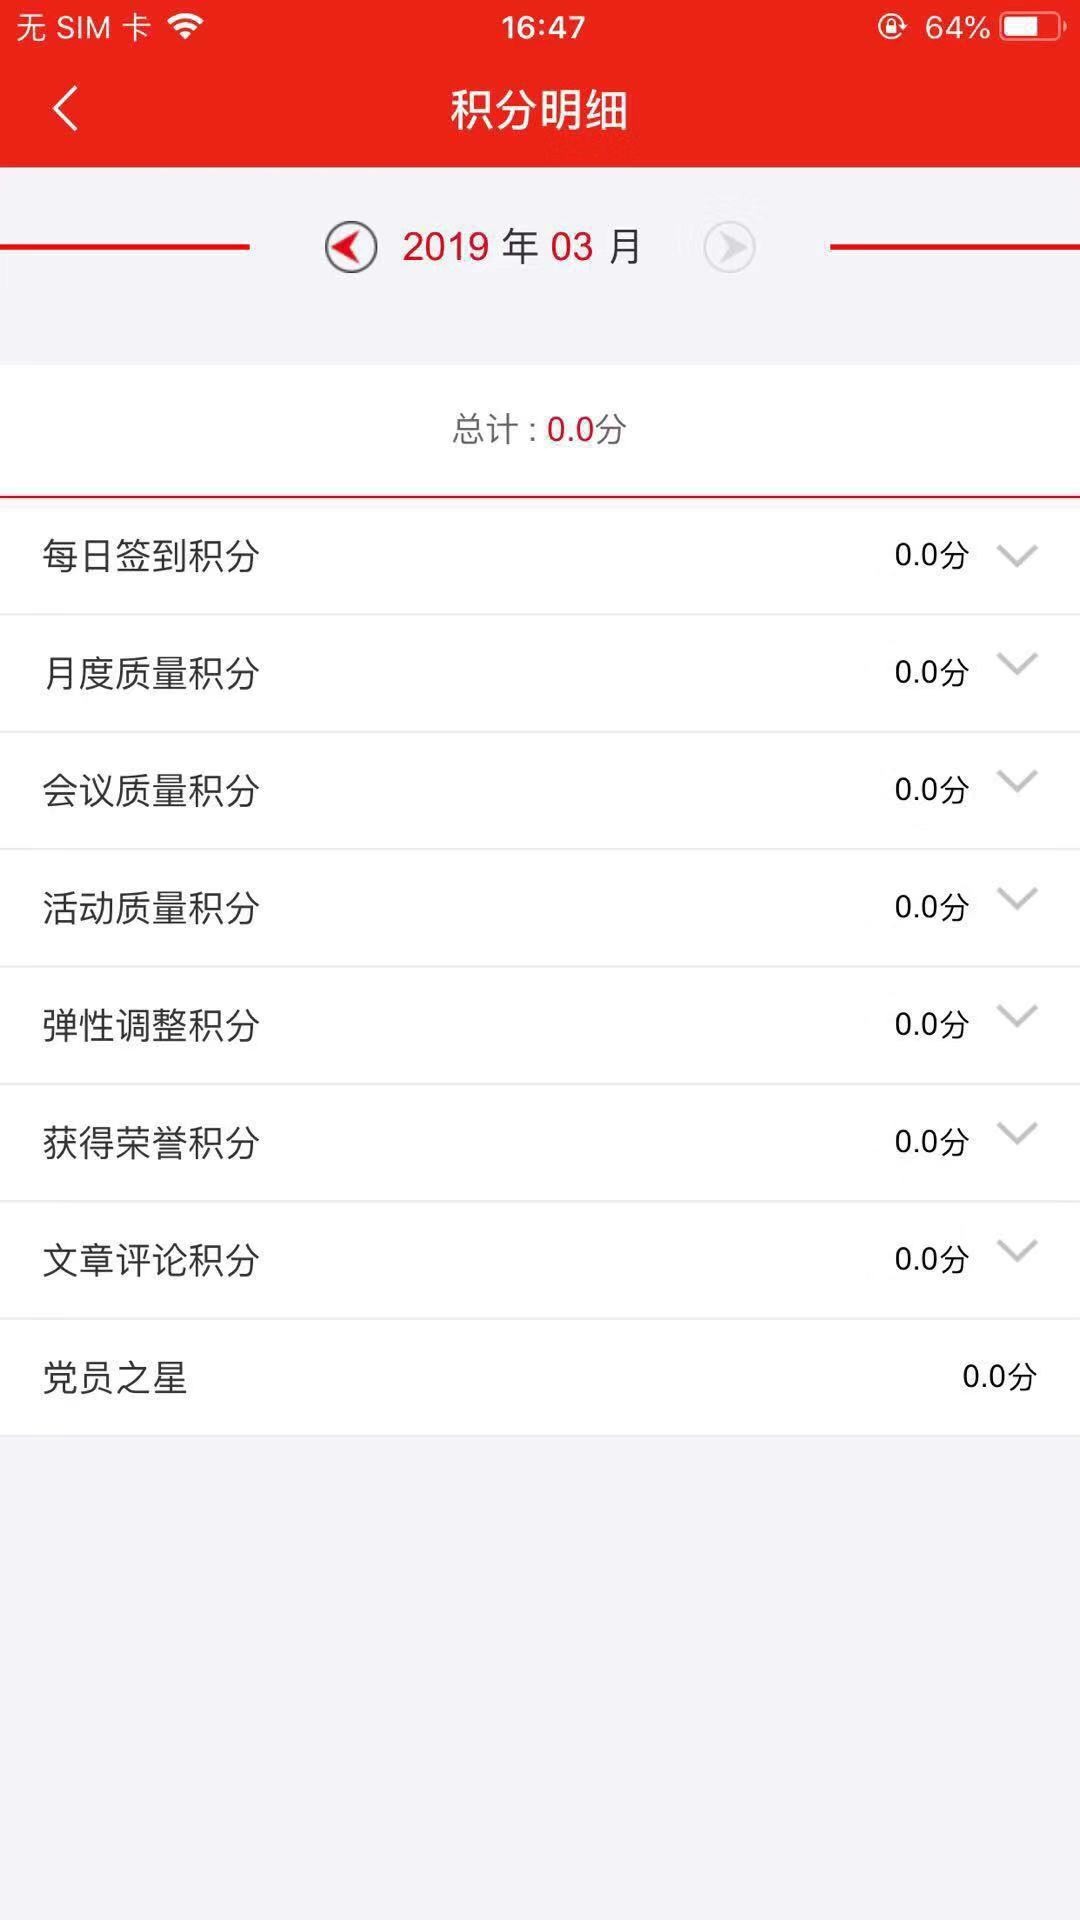 无 SIM 卡 16:47 64%
积分明细
2019 年 03 月
总计 : 0.0分
每日签到积分 0.0分
月度质量积分 0.0分
会议质量积分 0.0分
活动质量积分 0.0分
弹性调整积分 0.0分
获得荣誉积分 0.0分
文章评论积分 0.0分
党员之星 0.0分